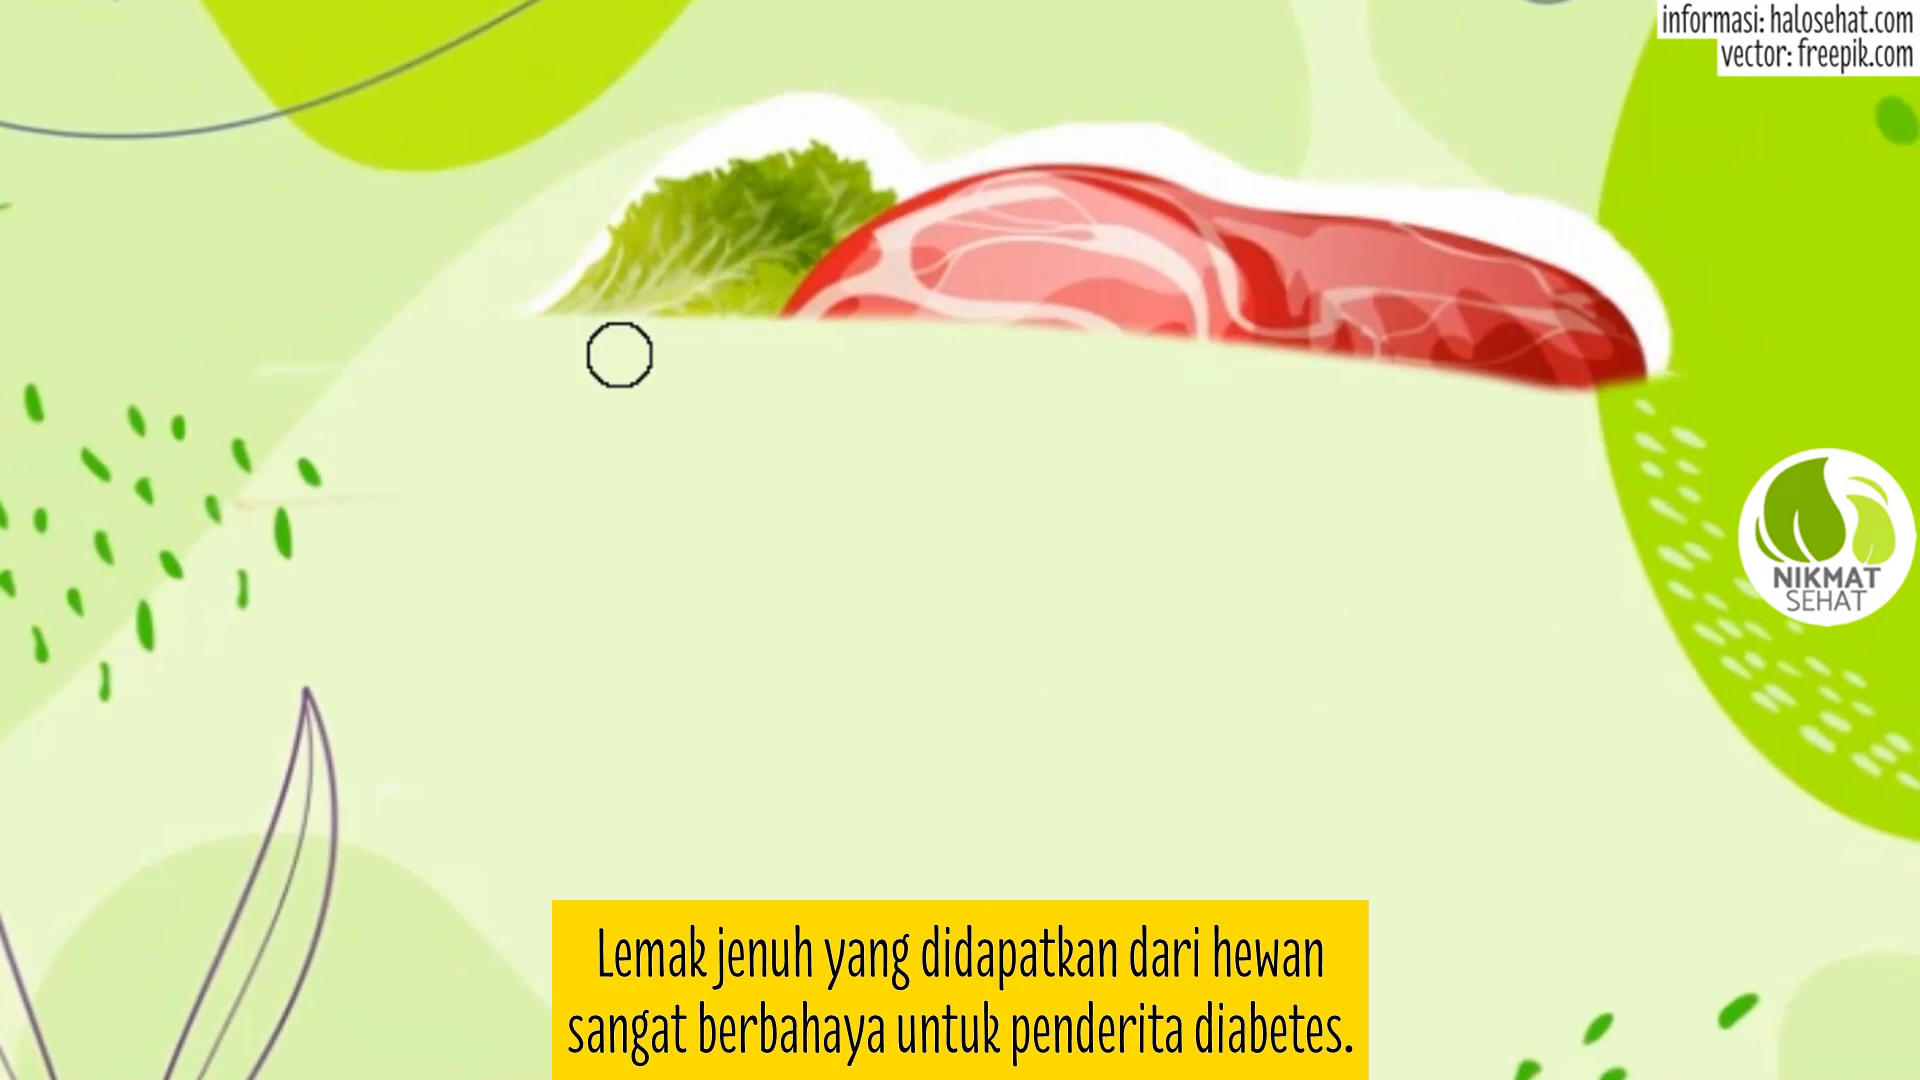 informasi: halosehat.com
vector: freepik.com
NIKMAT
SEHAT
Lemak jenuh yang didapatkan dari hewan
sangat berbahaya untuk penderita diabetes.